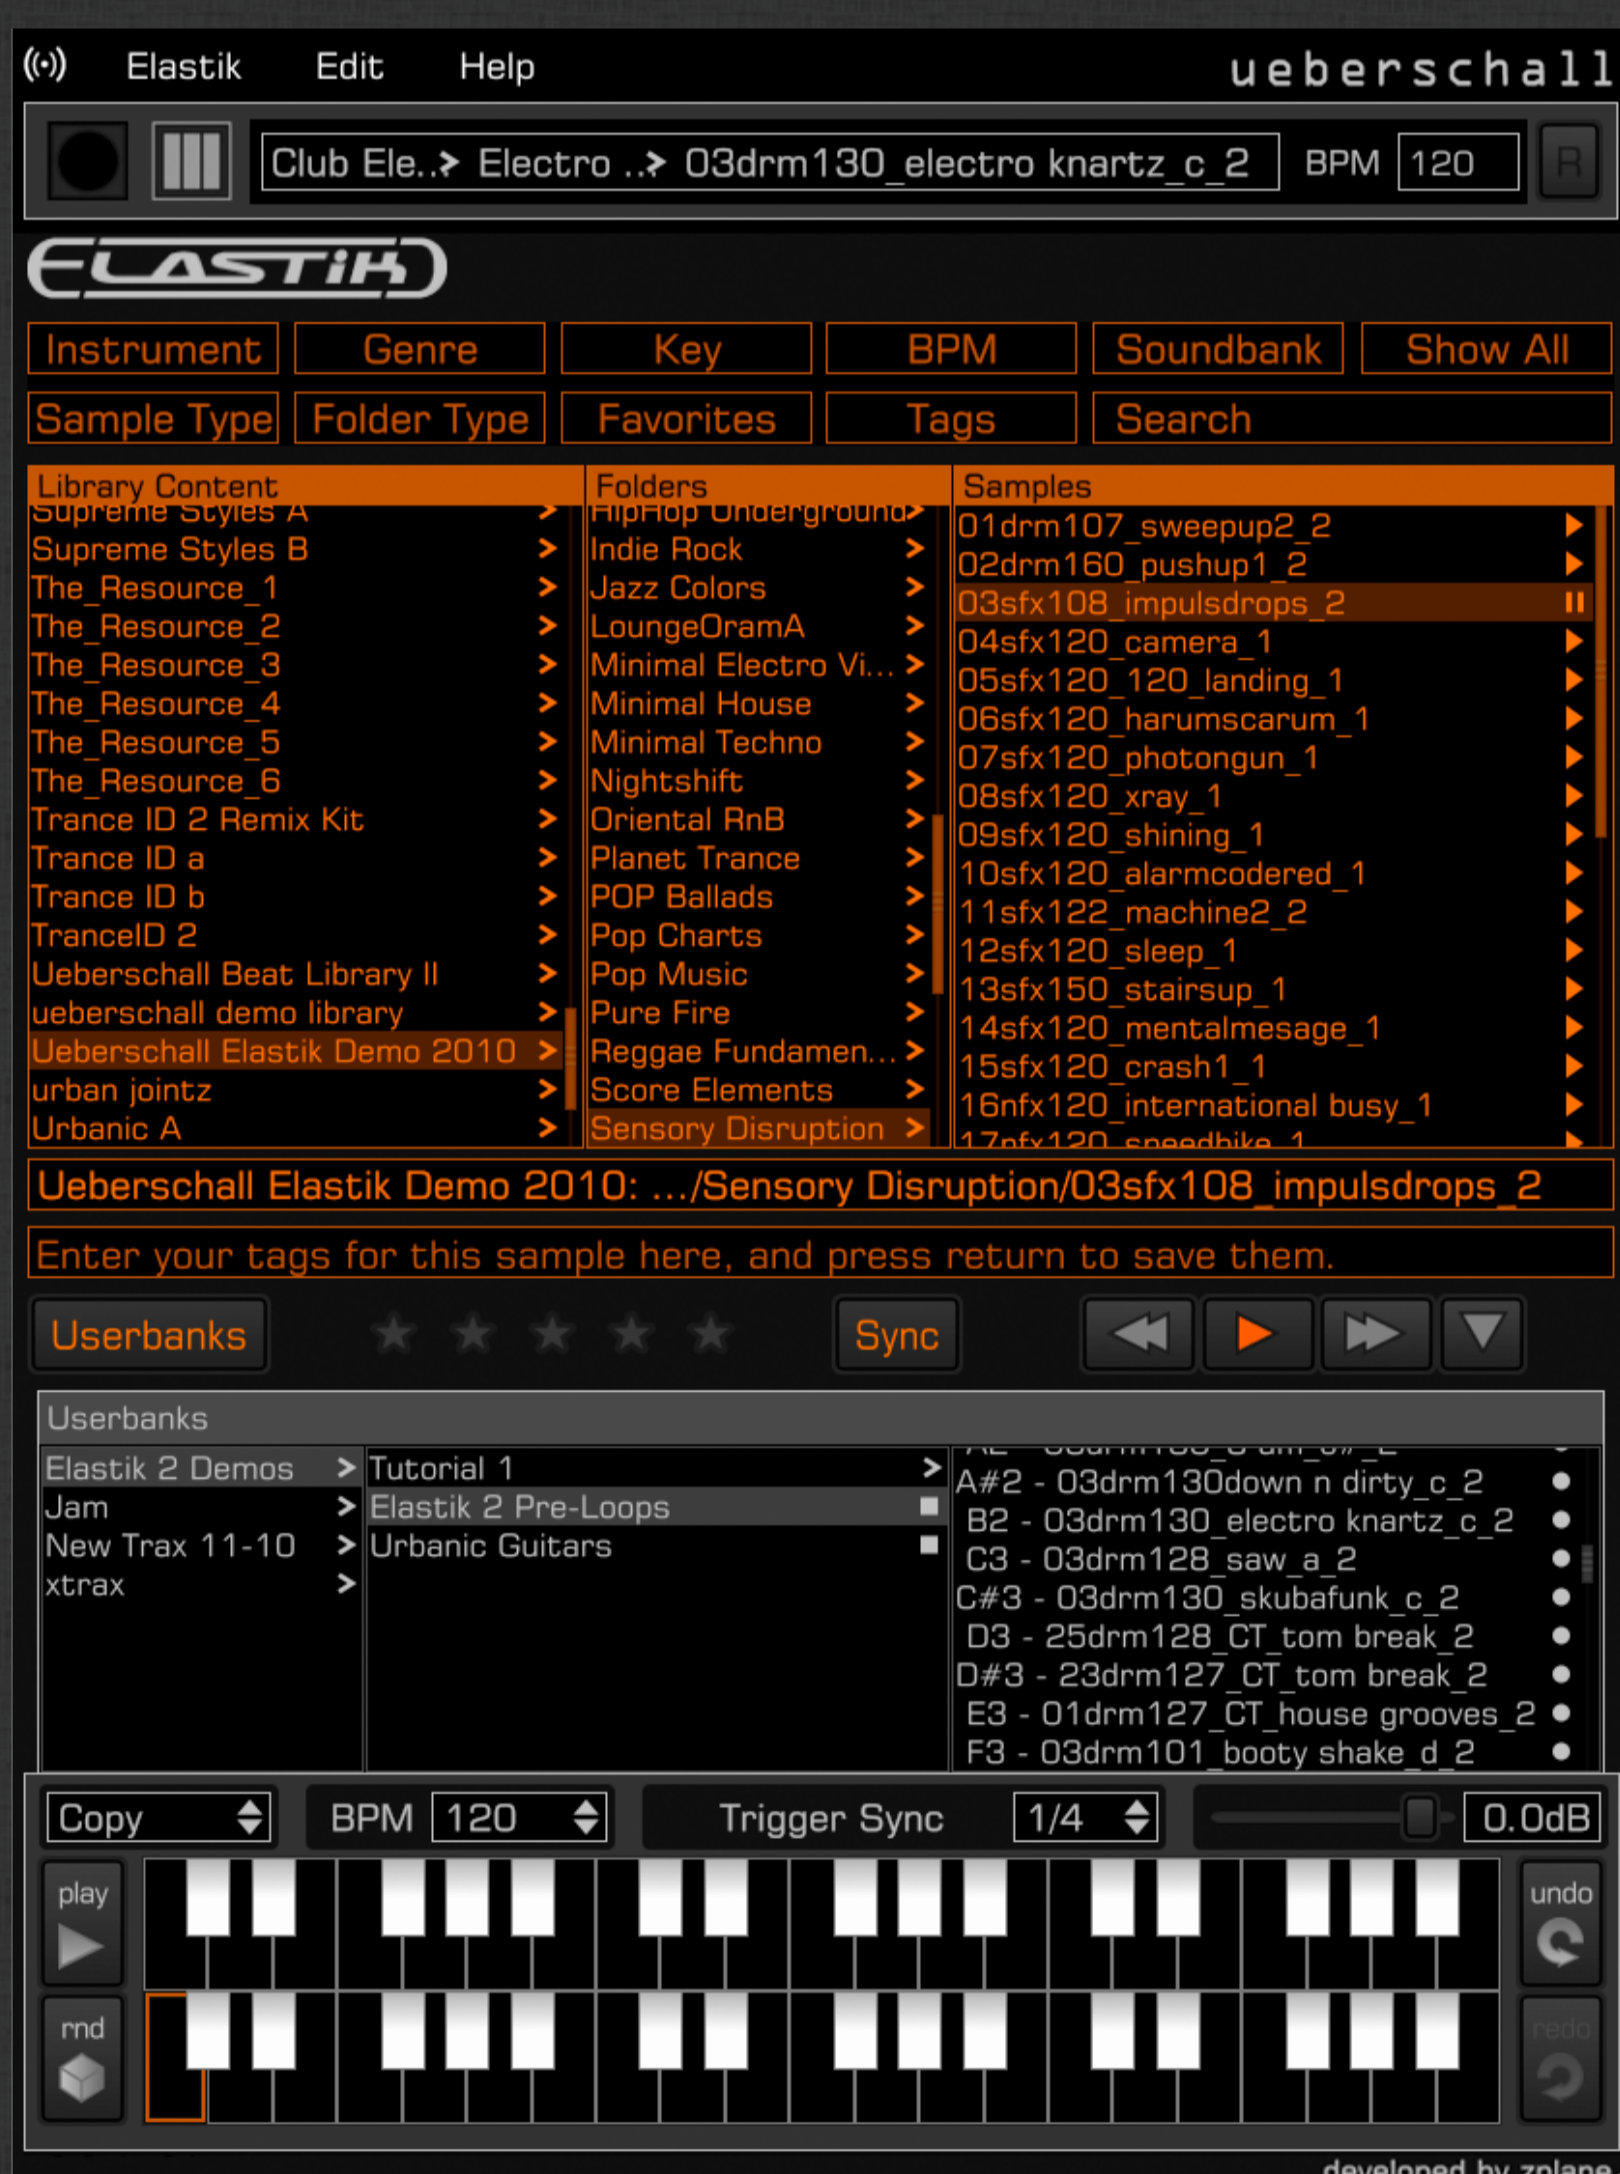 Elastik Edit Help ueberschall
Club Ele..> Electro ..> 03drm130_electro knartz_c_2 BPM 120 R
ELASTiK
Instrument Genre Key BPM Soundbank Show All
Sample Type Folder Type Favorites Tags Search
Library Content Folders Samples
Supreme Styles A > HipHop Underground> 01drm107_sweepup2_2
Supreme Styles B > Indie Rock > 02drm160_pushup1_2
The_Resource_1 > Jazz Colors > 03sfx108_impulsdrops_2
The_Resource_2 > LoungeOramA > 04sfx120_camera_1
The_Resource_3 > Minimal Electro Vi... > 05sfx120_120_landing_1
The_Resource_4 > Minimal House > 06sfx120_harumscarum_1
The_Resource_5 > Minimal Techno > 07sfx120_photongun_1
The_Resource_6 > Nightshift > 08sfx120_xray_1
Trance ID 2 Remix Kit > Oriental RnB > 09sfx120_shining_1
Trance ID a > Planet Trance > 10sfx120_alarmcodered_1
Trance ID b > POP Ballads > 11sfx122_machine2_2
TranceID 2 > Pop Charts > 12sfx120_sleep_1
Ueberschall Beat Library II > Pop Music > 13sfx150_stairsup_1
ueberschall demo library > Pure Fire > 14sfx120_mentalmesage_1
Ueberschall Elastik Demo 2010 > Reggae Fundamen... > 15sfx120_crash1_1
urban jointz > Score Elements > 16nfx120_international busy_1
Urbanic A > Sensory Disruption > 17nfx120_speedbike_1
Ueberschall Elastik Demo 2010: .../Sensory Disruption/03sfx108_impulsdrops_2
Enter your tags for this sample here, and press return to save them.
Userbanks Sync
Userbanks
Elastik 2 Demos > Tutorial 1 >
A#2 - 03drm130down n dirty_c_2
Jam > Elastik 2 Pre-Loops B2 - 03drm130_electro knartz_c_2
New Trax 11-10 > Urbanic Guitars C3 - 03drm128_saw_a_2
xtrax > C#3 - 03drm130_skubafunk_c_2
D3 - 25drm128_CT_tom break_2
D#3 - 23drm127_CT_tom break_2
E3 - 01drm127_CT_house grooves_2
F3 - 03drm101_booty shake_d_2
Copy BPM 120 Trigger Sync 1/4 0.0dB
play undo
rnd redo
developed by zplane